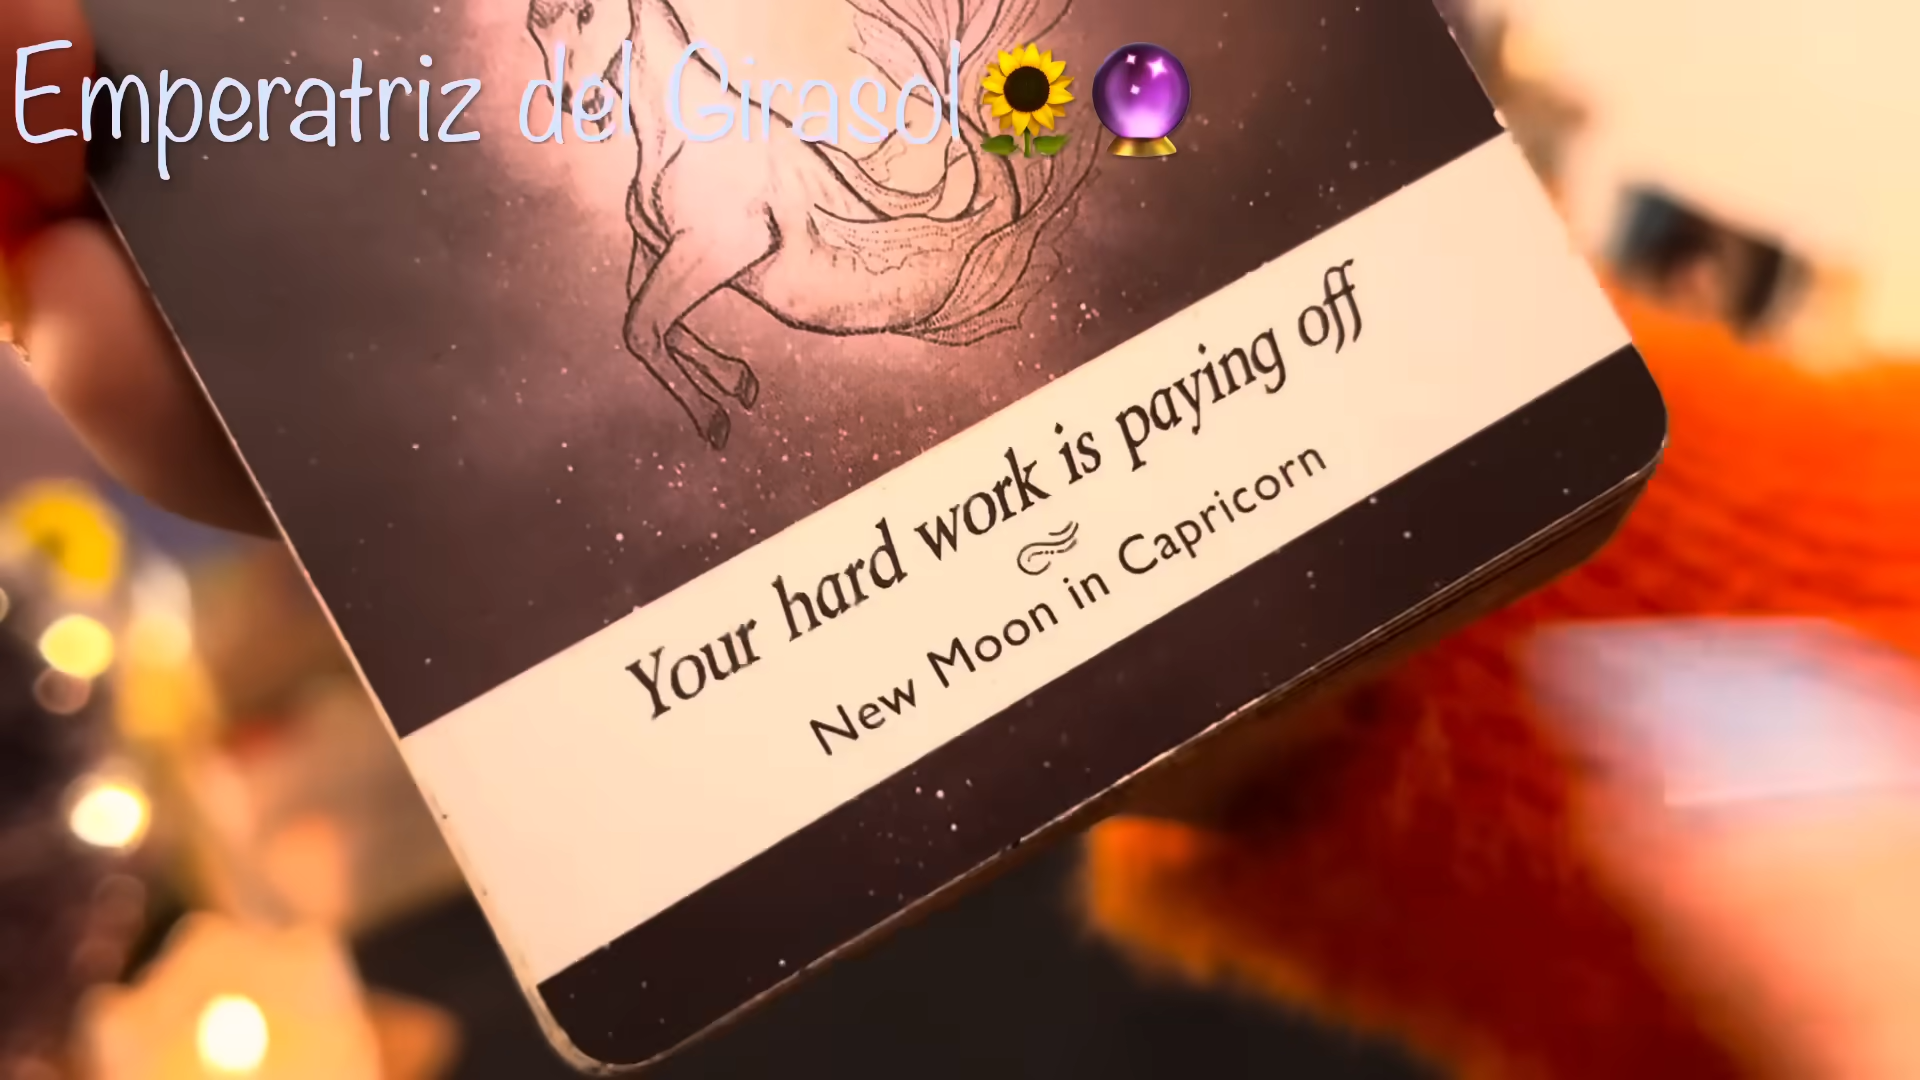 Emperatriz del Girasol🌻🔮
Your hard work is paying off
New Moon in Capricorn